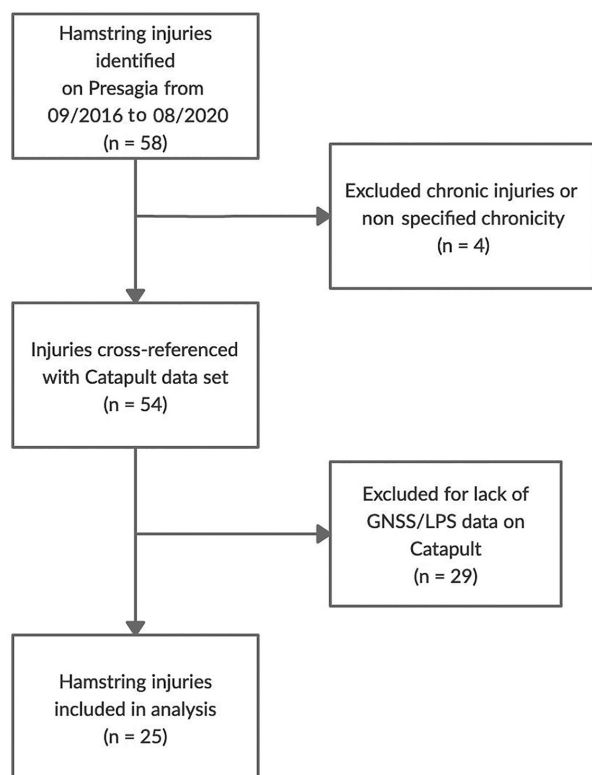 Hamstring injuries
identified
on Presagia from
09/2016 to 08/2020
(n = 58)
Excluded chronic injuries or
non specified chronicity
(n = 4)
Injuries cross-referenced
with Catapult data set
(n = 54)
Excluded for lack of
GNSS/LPS data on
Catapult
(n = 29)
Hamstring injuries
included in analysis
(n = 25)